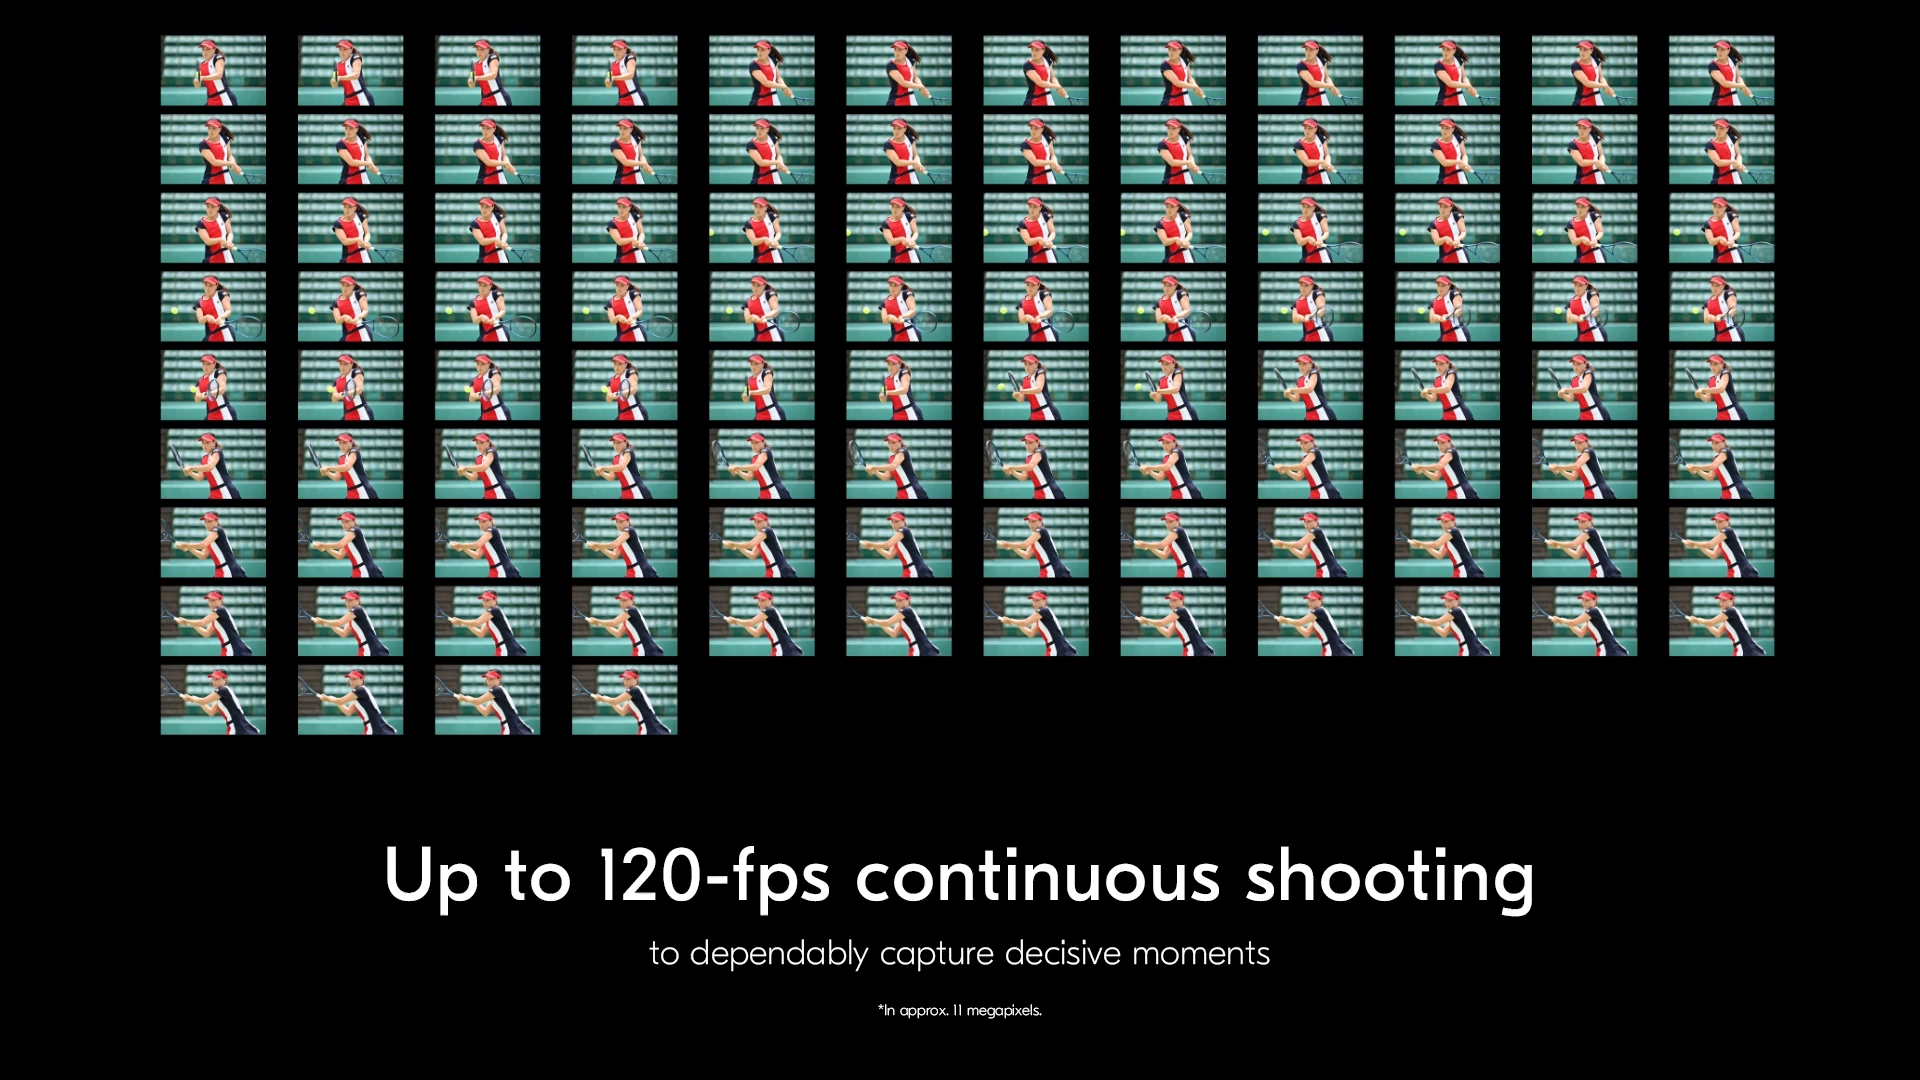 Up to 120-fps continuous shooting
to dependably capture decisive moments
*In approx. 11 megapixels.